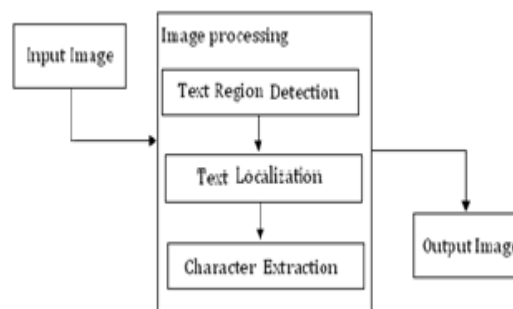 Input Image
Image processing
Text Region Detection
Text Localization
Character Extraction
Output Image